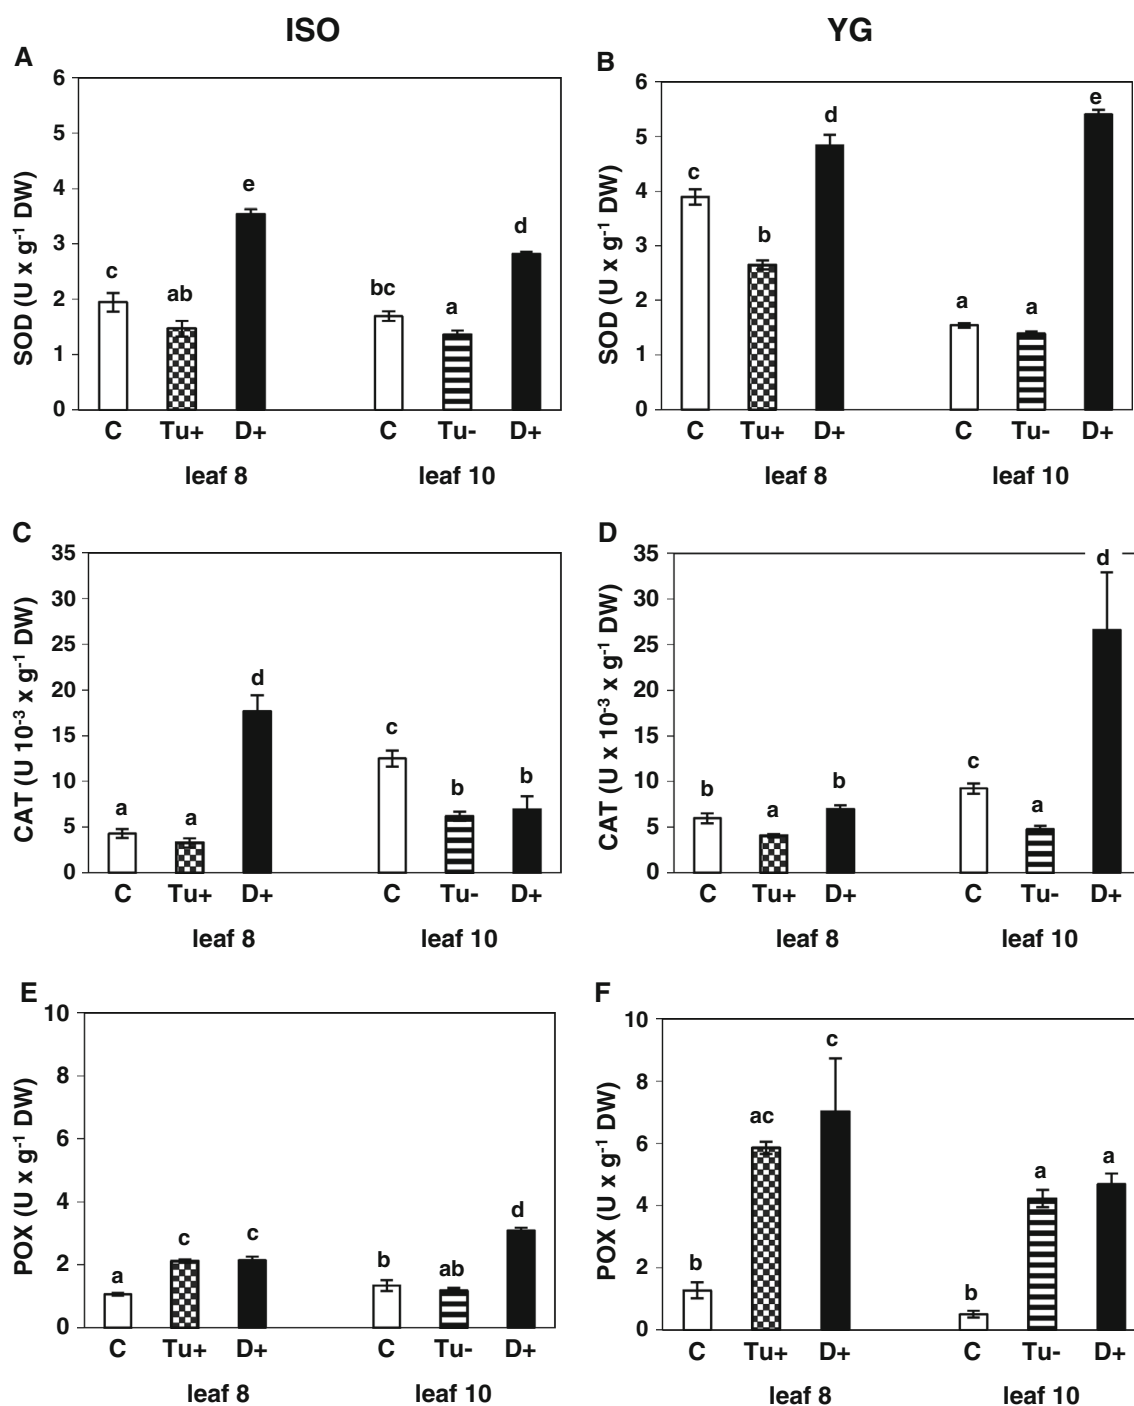 ISO YG
A
6
5
4
3
2
1
0
SOD (U x g⁻¹ DW)
c ab e bc a d
C Tu+ D+ C Tu- D+
leaf 8 leaf 10
B
6
5
4
3
2
1
0
SOD (U x g⁻¹ DW)
c b d a a e
C Tu+ D+ C Tu- D+
leaf 8 leaf 10
C
35
30
25
20
15
10
5
0
CAT (U 10⁻³ x g⁻¹ DW)
a a d c b b
C Tu+ D+ C Tu- D+
leaf 8 leaf 10
D
35
30
25
20
15
10
5
0
CAT (U x 10⁻³ x g⁻¹ DW)
b a b c a d
C Tu+ D+ C Tu- D+
leaf 8 leaf 10
E
10
8
6
4
2
0
POX (U x g⁻¹ DW)
a c c b ab d
C Tu+ D+ C Tu- D+
leaf 8 leaf 10
F
10
8
6
4
2
0
POX (U x g⁻¹ DW)
b ac c b a a
C Tu+ D+ C Tu- D+
leaf 8 leaf 10